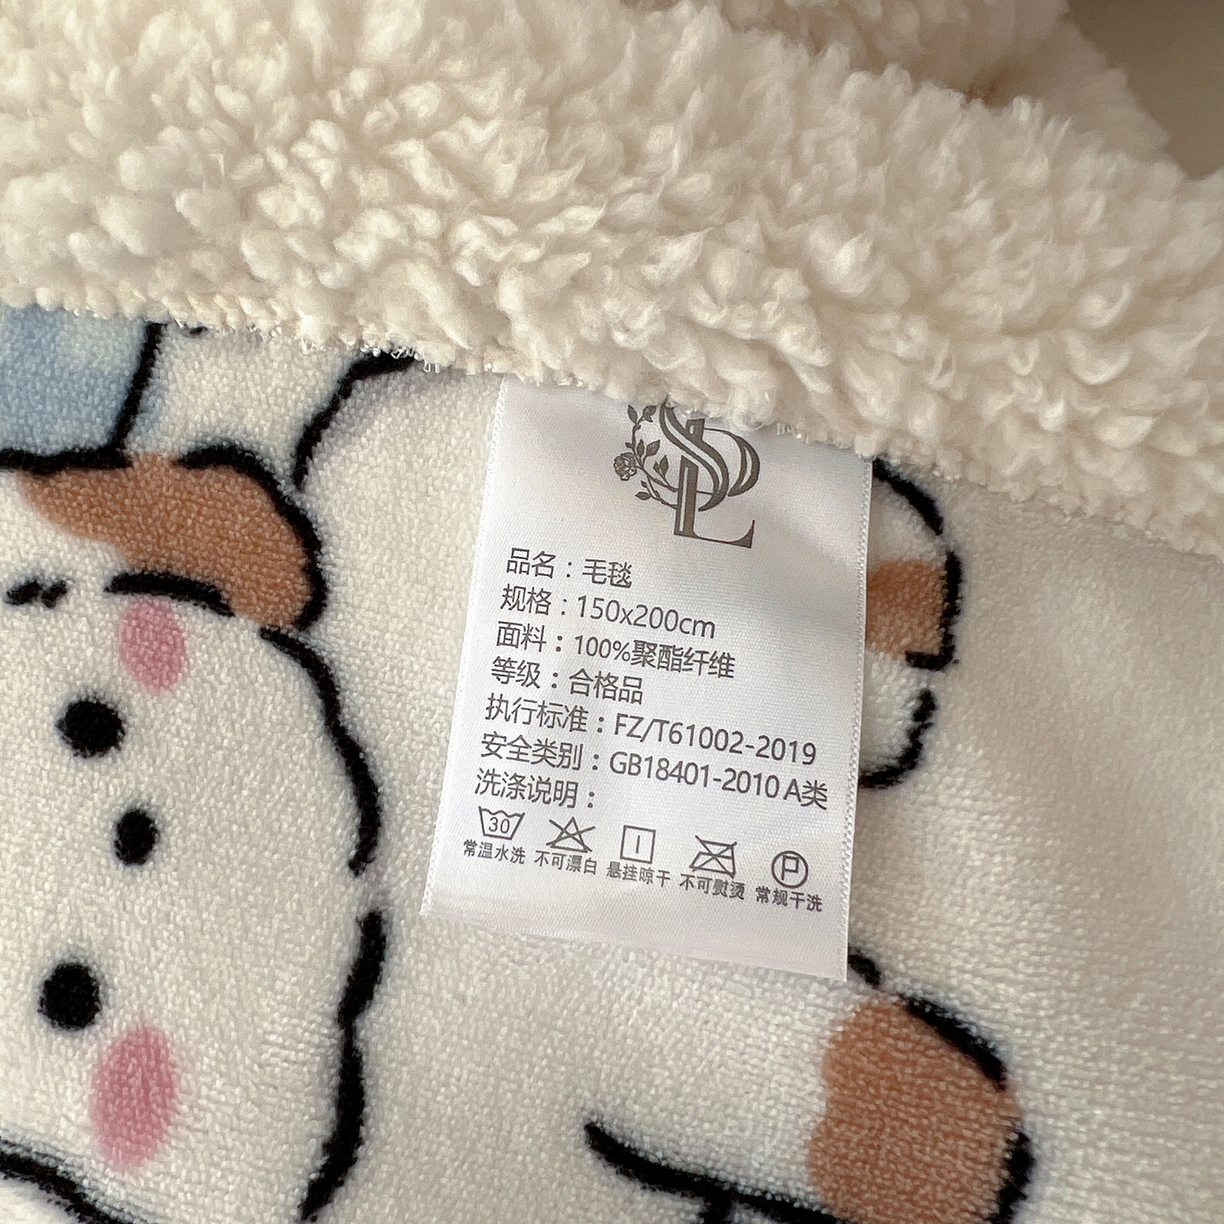 SL
品名：毛毯
规格：150x200cm
面料：100%聚酯纤维
等级：合格品
执行标准：FZ/T61002-2019
安全类别：GB18401-2010 A类
洗涤说明：
30 P
常温水洗 不可漂白 悬挂晾干 不可熨烫 常规干洗